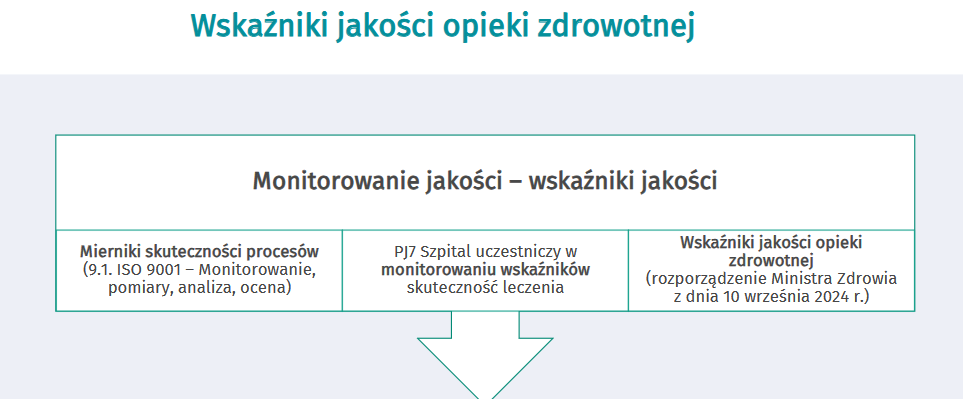 Wskaźniki jakości opieki zdrowotnej
Monitorowanie jakości – wskaźniki jakości
Mierniki skuteczności procesów
(9.1. ISO 9001 – Monitorowanie,
pomiary, analiza, ocena)
PJ7 Szpital uczestniczy w
monitorowaniu wskaźników
skuteczność leczenia
Wskaźniki jakości opieki
zdrowotnej
(rozporządzenie Ministra Zdrowia
z dnia 10 września 2024 r.)